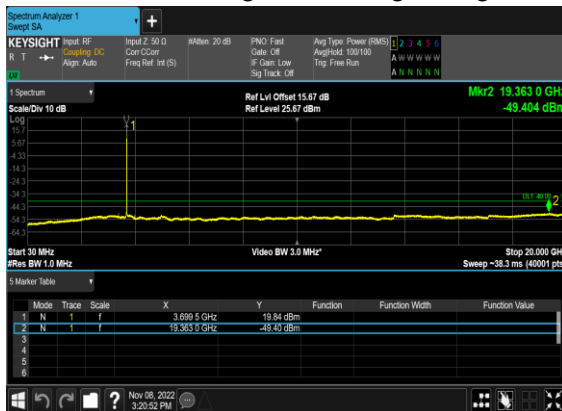 Spectrum Analyzer 1
Swept SA
+
KEYSIGHT Input: RF Input Z: 50 Ω #Atten: 20 dB PNO: Fast Avg Type: Power (RMS) 1 2 3 4 5 6
R T Coupling: DC Corr CCorr Gate: Off Avg|Hold: 100/100 A W W W W W
Align: Auto Freq Ref: Int (S) IF Gain: Low Trig: Free Run
Sig Track: Off A N N N N N
1 Spectrum Ref Lvl Offset 15.67 dB Mkr2 19.363 0 GHz
Scale/Div 10 dB Ref Level 25.67 dBm -49.404 dBm
Log
15.7
5.67
-4.33
-14.3
-24.3
-34.3
-44.3
-54.3
-64.3
1
2
Start 30 MHz Video BW 3.0 MHz* Stop 20.000 GHz
#Res BW 1.0 MHz Sweep ~38.3 ms (40001 pts)
5 Marker Table
Mode Trace Scale X Y Function Function Width Function Value
1 N 1 f 3.699 5 GHz 19.84 dBm
2 N 1 f 19.363 0 GHz -49.40 dBm
3
4
5
6
? Nov 08, 2022
3:20:52 PM